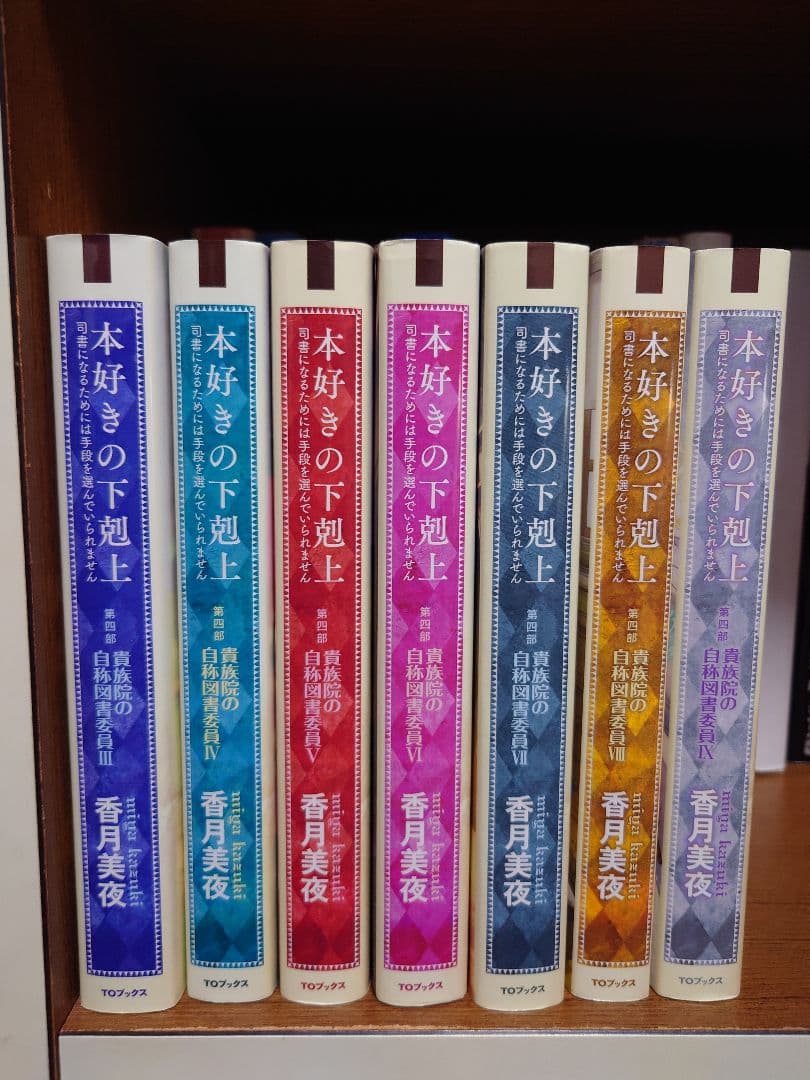 本好きの下剋上
司書になるためには手段を選んでいられません
第四部
貴族院の
自称図書委員III
miya kazuki
香月美夜
TOブックス
本好きの下剋上
司書になるためには手段を選んでいられません
第四部
貴族院の
自称図書委員IV
miya kazuki
香月美夜
TOブックス
本好きの下剋上
司書になるためには手段を選んでいられません
第四部
貴族院の
自称図書委員V
miya kazuki
香月美夜
TOブックス
本好きの下剋上
司書になるためには手段を選んでいられません
第四部
貴族院の
自称図書委員VI
miya kazuki
香月美夜
TOブックス
本好きの下剋上
司書になるためには手段を選んでいられません
第四部
貴族院の
自称図書委員VII
miya kazuki
香月美夜
TOブックス
本好きの下剋上
司書になるためには手段を選んでいられません
第四部
貴族院の
自称図書委員VIII
miya kazuki
香月美夜
TOブックス
本好きの下剋上
司書になるためには手段を選んでいられません
第四部
貴族院の
自称図書委員IX
miya kazuki
香月美夜
TOブックス